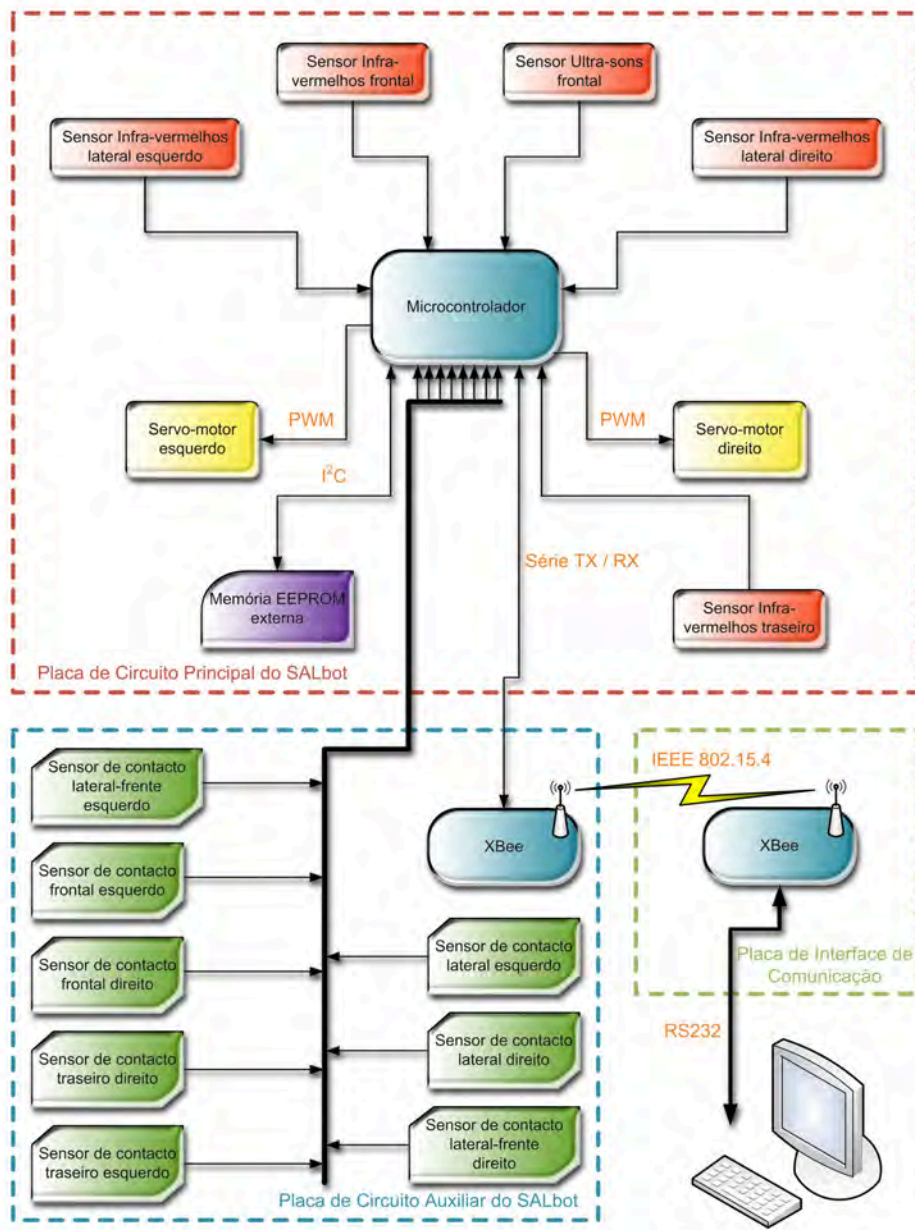 Sensor Infra-
vermelhos frontal
Sensor Ultra-sons
frontal
Sensor Infra-vermelhos
lateral esquerdo
Sensor Infra-vermelhos
lateral direito
Microcontrolador
PWM
Servo-motor
esquerdo
PWM
Servo-motor
direito
I²C
Memória EEPROM
externa
Série TX / RX
Sensor Infra-
vermelhos traseiro
Placa de Circuito Principal do SALbot
Sensor de contacto
lateral-frente
esquerdo
Sensor de contacto
frontal esquerdo
Sensor de contacto
frontal direito
Sensor de contacto
traseiro direito
Sensor de contacto
traseiro esquerdo
XBee
Sensor de contacto
lateral esquerdo
Sensor de contacto
lateral direito
Sensor de contacto
lateral-frente
direito
Placa de Circuito Auxiliar do SALbot
IEEE 802.15.4
XBee
Placa de Interface de
Comunicação
RS232